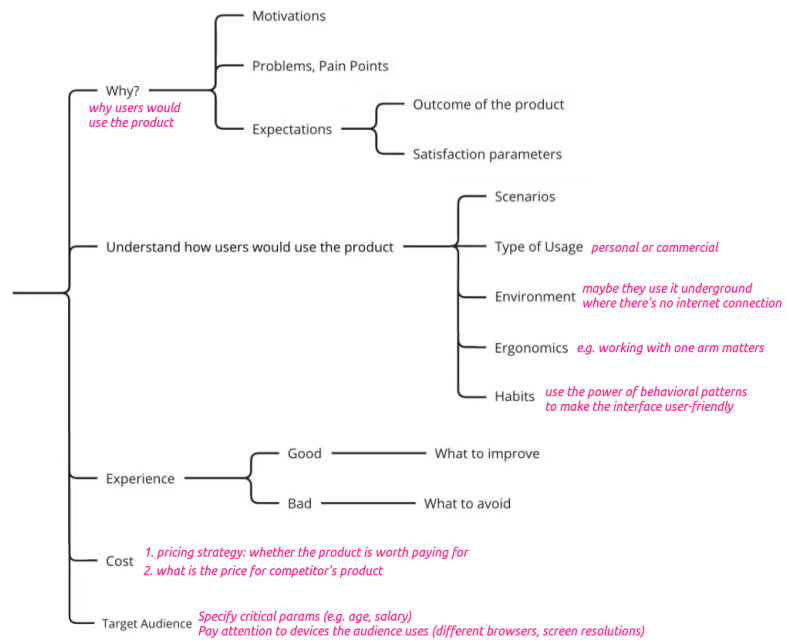 Motivations
Problems, Pain Points
Why?
why users would
use the product
Expectations
Outcome of the product
Satisfaction parameters
Understand how users would use the product
Scenarios
Type of Usage personal or commercial
Environment maybe they use it underground
where there's no internet connection
Ergonomics e.g. working with one arm matters
Habits use the power of behavioral patterns
to make the interface user-friendly
Experience
Good What to improve
Bad What to avoid
Cost 1. pricing strategy: whether the product is worth paying for
2. what is the price for competitor's product
Target Audience Specify critical params (e.g. age, salary)
Pay attention to devices the audience uses (different browsers, screen resolutions)